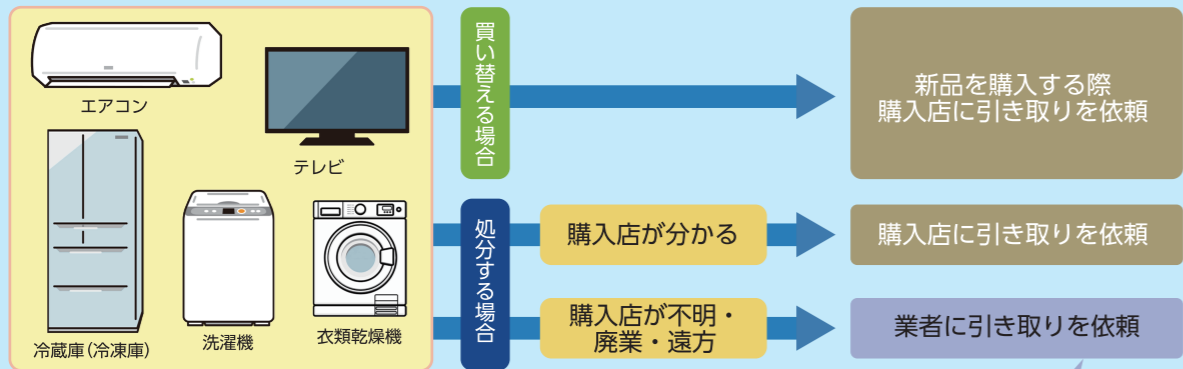 エアコン
テレビ
冷蔵庫(冷凍庫)
洗濯機
衣類乾燥機
買い替える場合
新品を購入する際
購入店に引き取りを依頼
処分する場合
購入店が分かる
購入店に引き取りを依頼
購入店が不明・
廃業・遠方
業者に引き取りを依頼